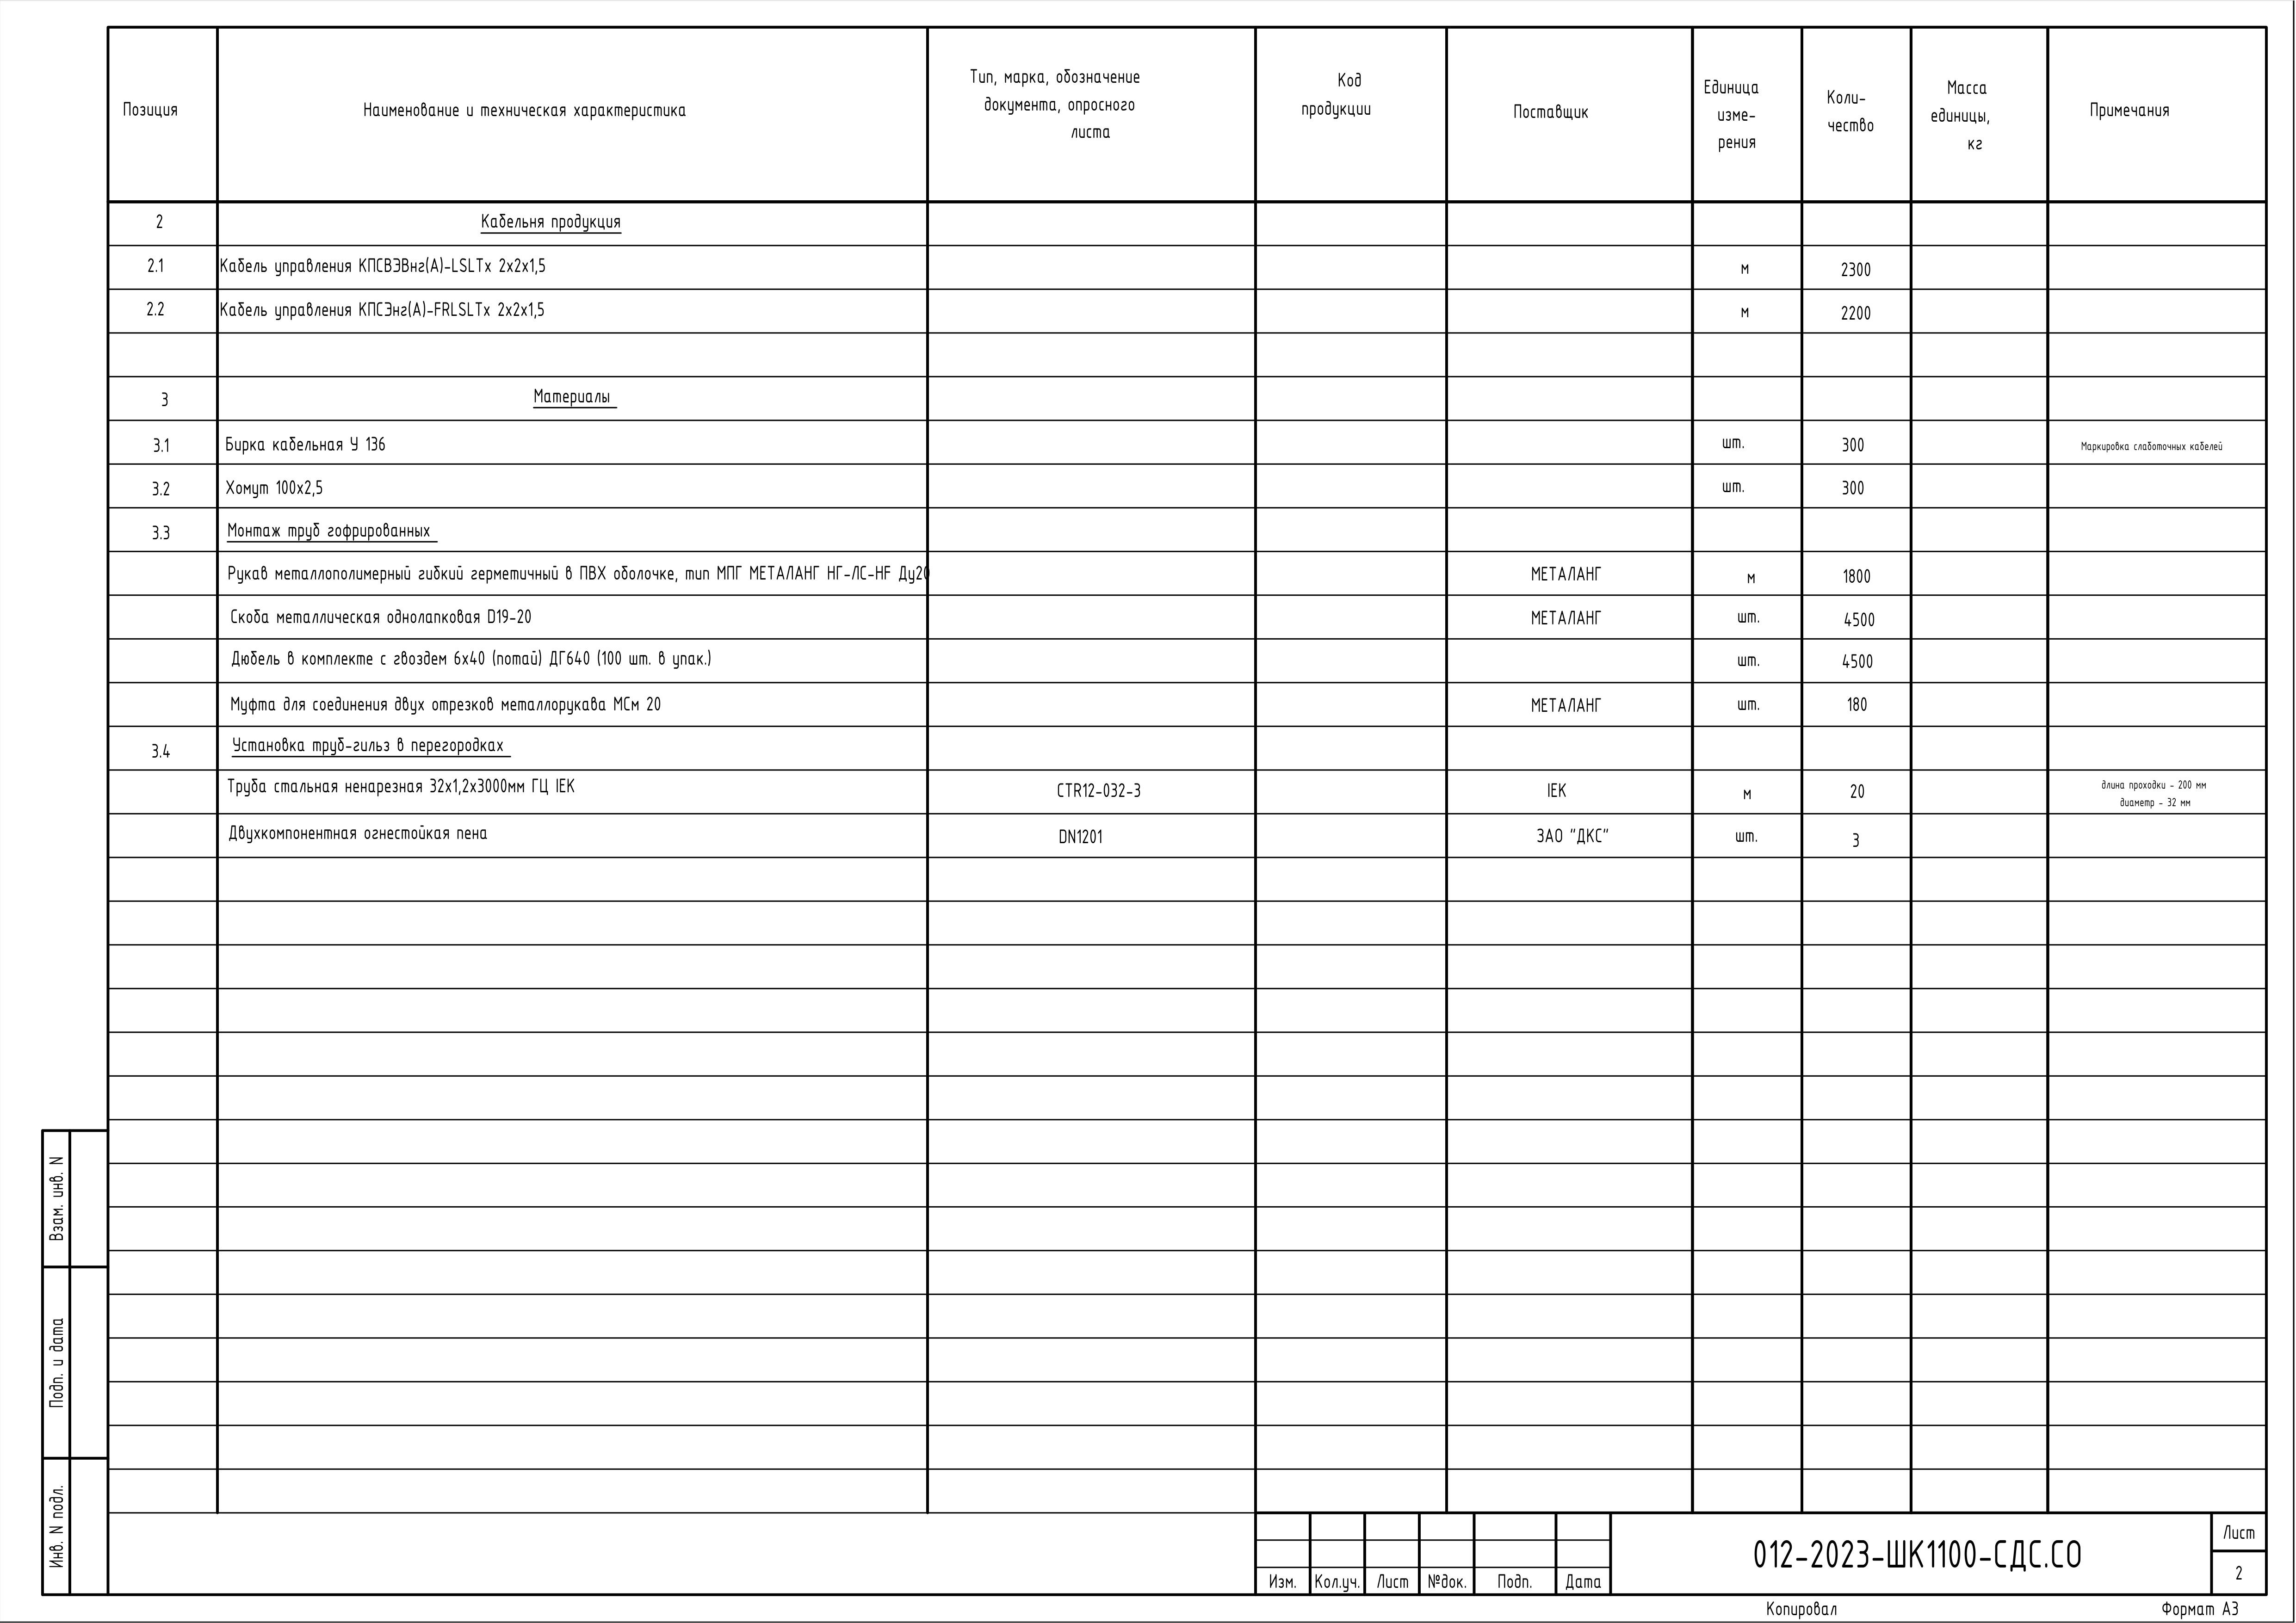 Позиция
Наименование и техническая характеристика
Тип, марка, обозначение
документа, опросного
листа
Код
продукции
Поставщик
Единица
изме-
рения
Коли-
чество
Масса
единицы,
кг
Примечания
2 Кабельня продукция
2.1 Кабель управления КПСВЭВнг(А)-LSLTx 2x2x1,5 м 2300
2.2 Кабель управления КПСЭнг(А)-FRLSLTx 2x2x1,5 м 2200
3 Материалы
3.1 Бирка кабельная У 136 шт. 300 Маркировка слаботочных кабелей
3.2 Хомут 100x2,5 шт. 300
3.3 Монтаж труб гофрированных
Рукав металлополимерный гибкий герметичный в ПВХ оболочке, тип МПГ МЕТАЛАНГ НГ-ЛС-HF Ду20 МЕТАЛАНГ м 1800
Скоба металлическая однолапковая D19-20 МЕТАЛАНГ шт. 4500
Дюбель в комплекте с гвоздем 6x40 (потай) ДГ640 (100 шт. в упак.) шт. 4500
Муфта для соединения двух отрезков металлорукава МСм 20 МЕТАЛАНГ шт. 180
3.4 Установка труб-гильз в перегородках
Труба стальная ненарезная 32x1,2x3000мм ГЦ IEK CTR12-032-3 IEK м 20 длина проходки - 200 мм
диаметр - 32 мм
Двухкомпонентная огнестойкая пена DN1201 ЗАО "ДКС" шт. 3
Взам. инв. N
Подп. и дата
Инв. N подл.
Изм. Кол.уч. Лист №док. Подп. Дата
012-2023-ШК1100-СДС.СО
Лист
2
Копировал
Формат А3